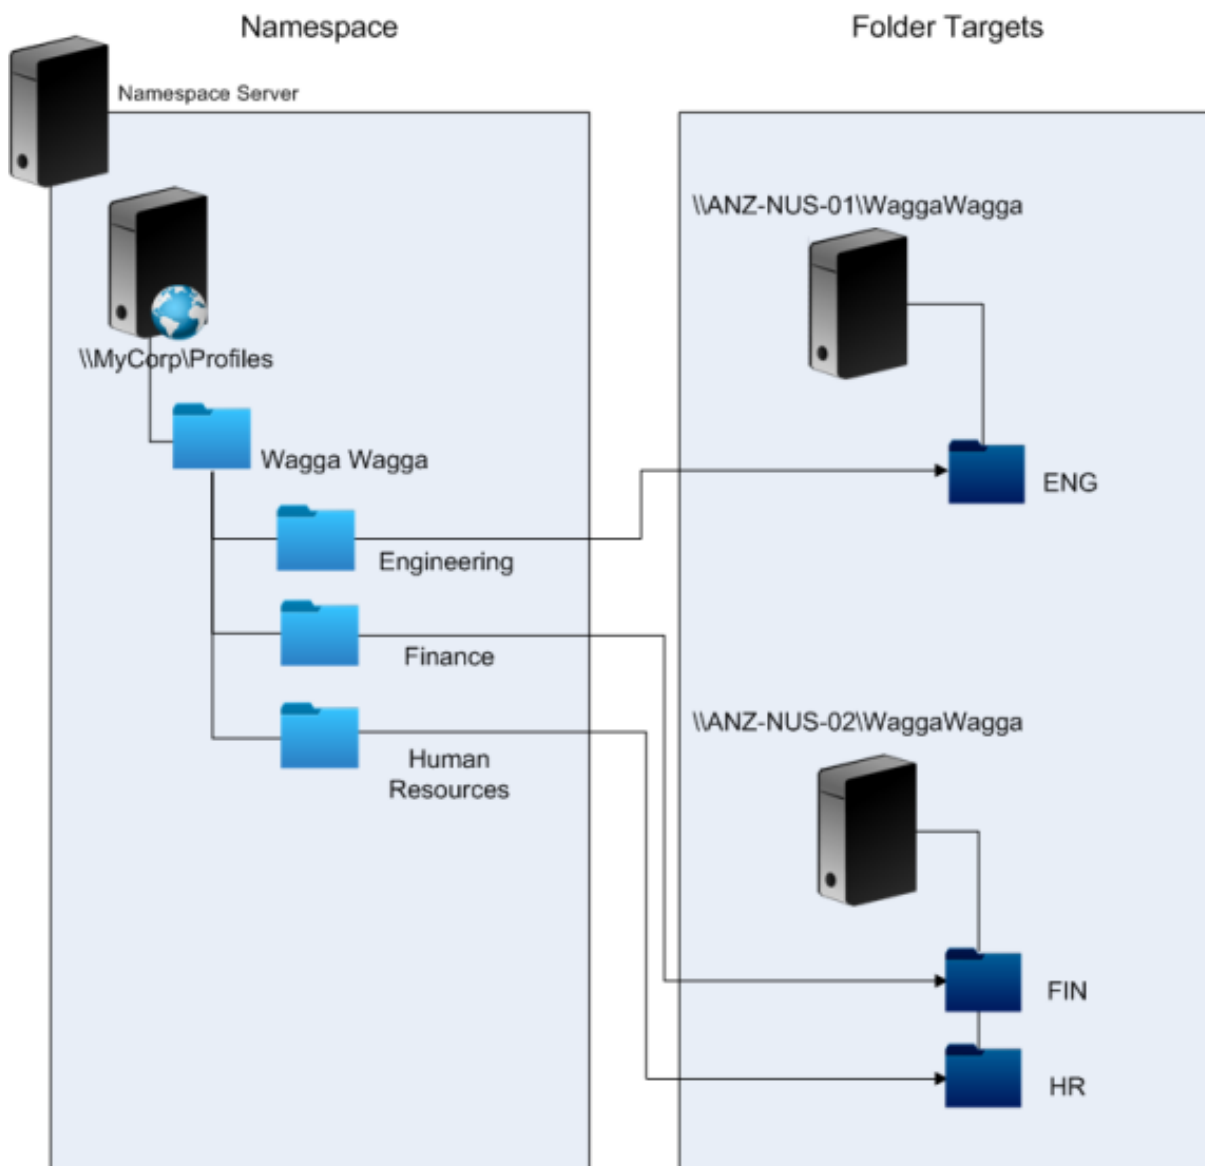 Namespace
Folder Targets
Namespace Server
\\MyCorp\Profiles
Wagga Wagga
Engineering
Finance
Human
Resources
\\ANZ-NUS-01\WaggaWagga
ENG
\\ANZ-NUS-02\WaggaWagga
FIN
HR